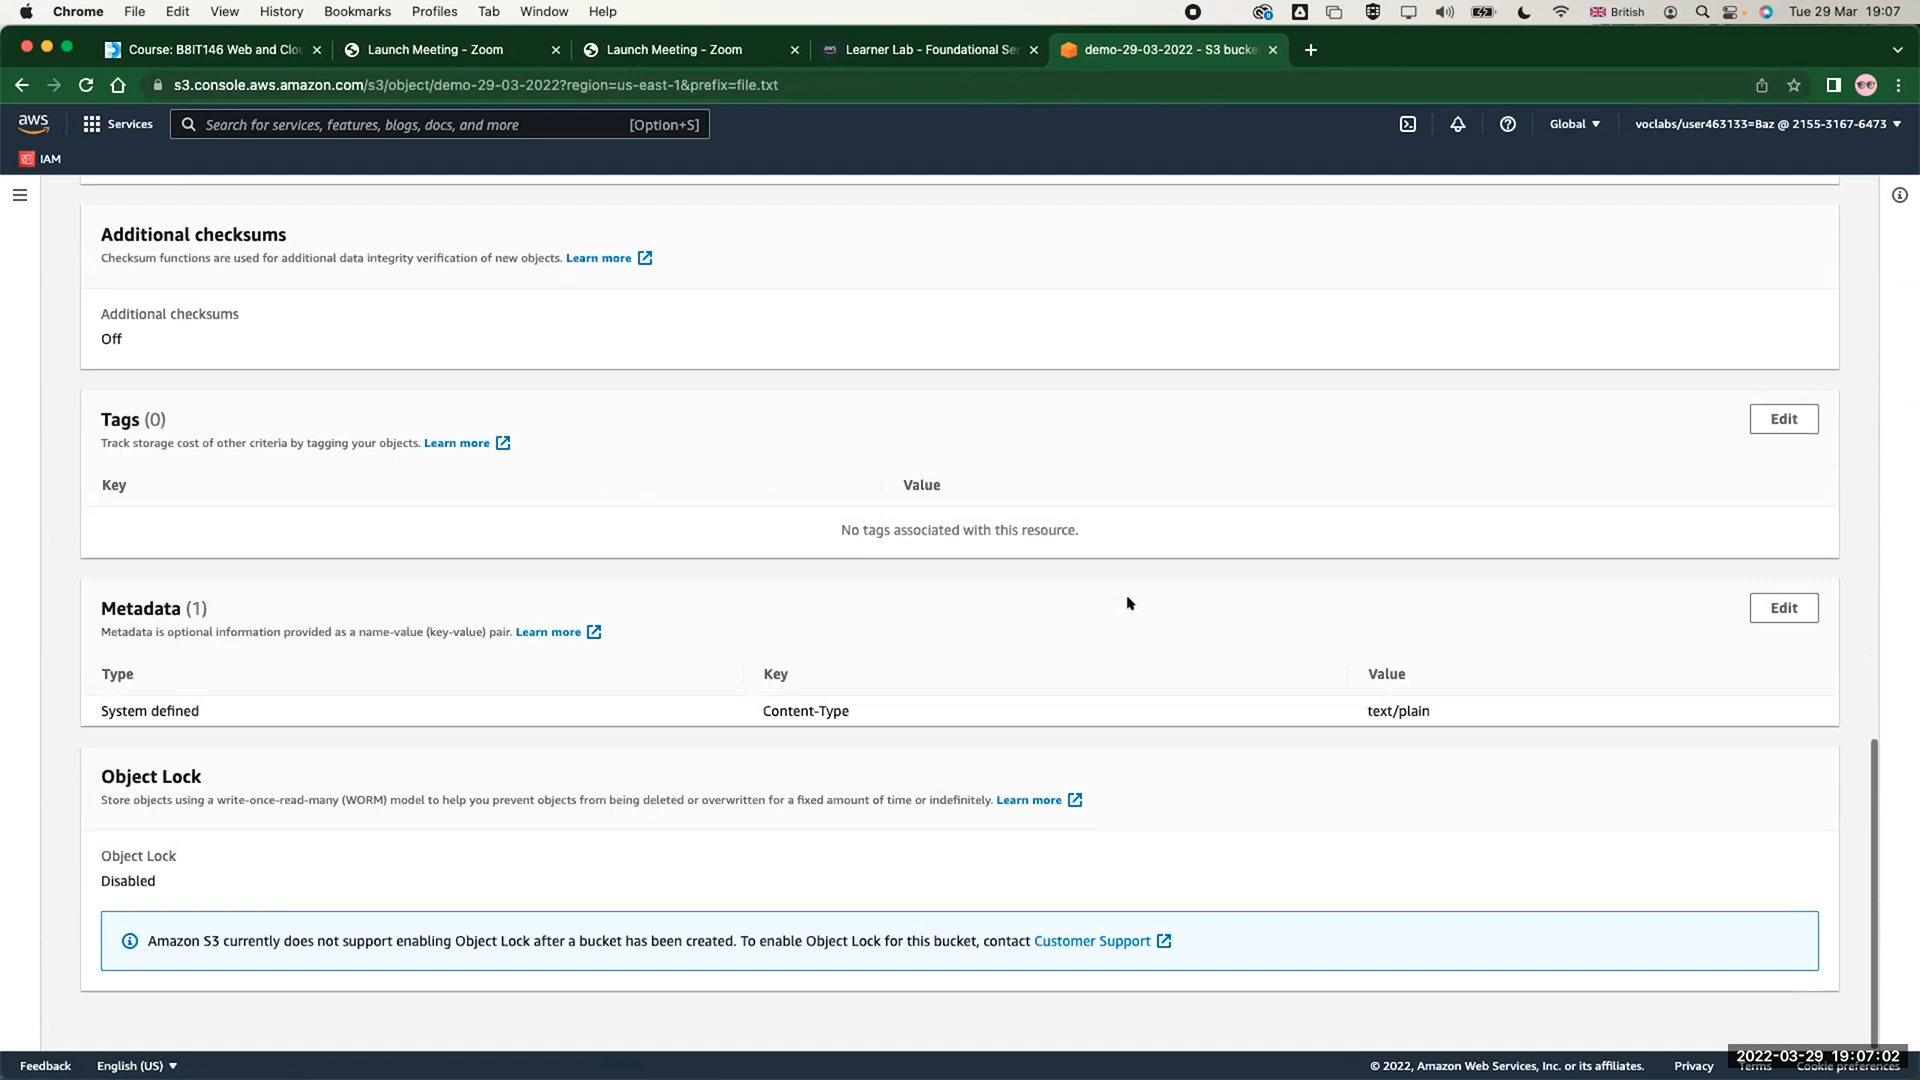 Chrome File Edit View History Bookmarks Profiles Tab Window Help British Tue 29 Mar 19:07
Course: B8IT146 Web and Clou Launch Meeting - Zoom Launch Meeting - Zoom Learner Lab - Foundational Ser demo-29-03-2022 - S3 bucke
s3.console.aws.amazon.com/s3/object/demo-29-03-2022?region=us-east-1&prefix=file.txt
aws Services Search for services, features, blogs, docs, and more [Option+S] Global voclabs/user463133=Baz @ 2155-3167-6473
IAM
Additional checksums
Checksum functions are used for additional data integrity verification of new objects. Learn more
Additional checksums
Off
Tags (0) Edit
Track storage cost of other criteria by tagging your objects. Learn more
Key Value
No tags associated with this resource.
Metadata (1) Edit
Metadata is optional information provided as a name-value (key-value) pair. Learn more
Type Key Value
System defined Content-Type text/plain
Object Lock
Store objects using a write-once-read-many (WORM) model to help you prevent objects from being deleted or overwritten for a fixed amount of time or indefinitely. Learn more
Object Lock
Disabled
Amazon S3 currently does not support enabling Object Lock after a bucket has been created. To enable Object Lock for this bucket, contact Customer Support
2022-03-29 19:07:02
Feedback English (US) © 2022, Amazon Web Services, Inc. or its affiliates. Privacy Terms Cookie preferences